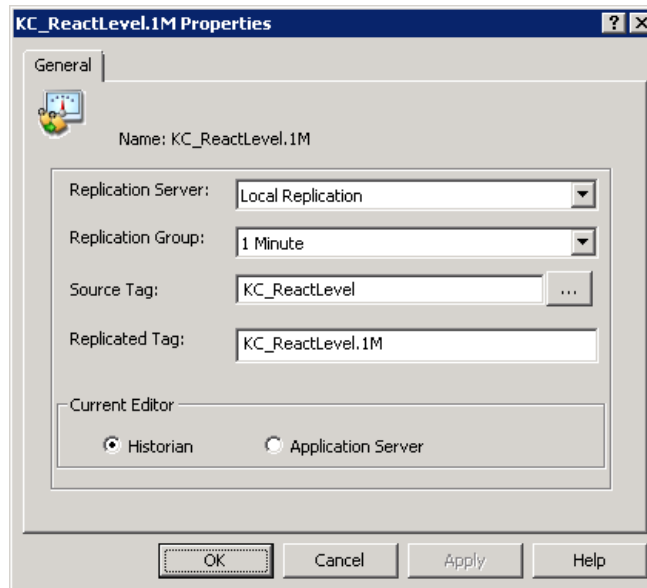 KC_ReactLevel.1M Properties
General
Name: KC_ReactLevel.1M
Replication Server: Local Replication
Replication Group: 1 Minute
Source Tag: KC_ReactLevel ...
Replicated Tag: KC_ReactLevel.1M
Current Editor
Historian Application Server
OK Cancel Apply Help